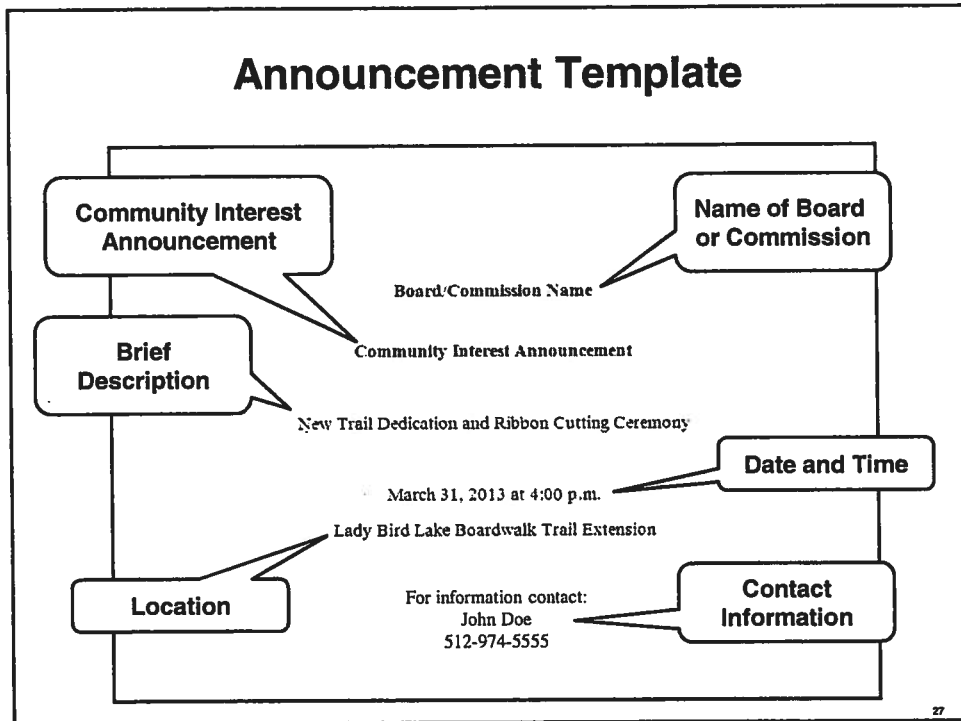 Announcement Template
Community Interest
Announcement
Name of Board
or Commission
Board/Commission Name
Community Interest Announcement
Brief
Description
New Trail Dedication and Ribbon Cutting Ceremony
Date and Time
March 31, 2013 at 4:00 p.m.
Lady Bird Lake Boardwalk Trail Extension
Location
For information contact:
John Doe
512-974-5555
Contact
Information
27